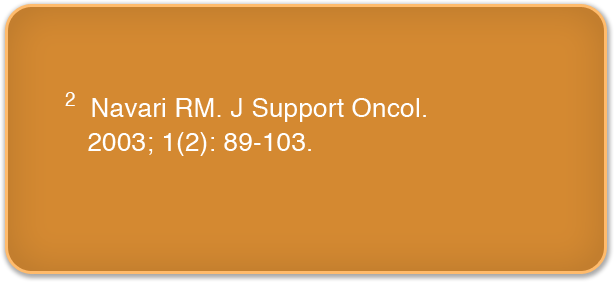 2 Navari RM. J Support Oncol.
2003; 1(2): 89-103.